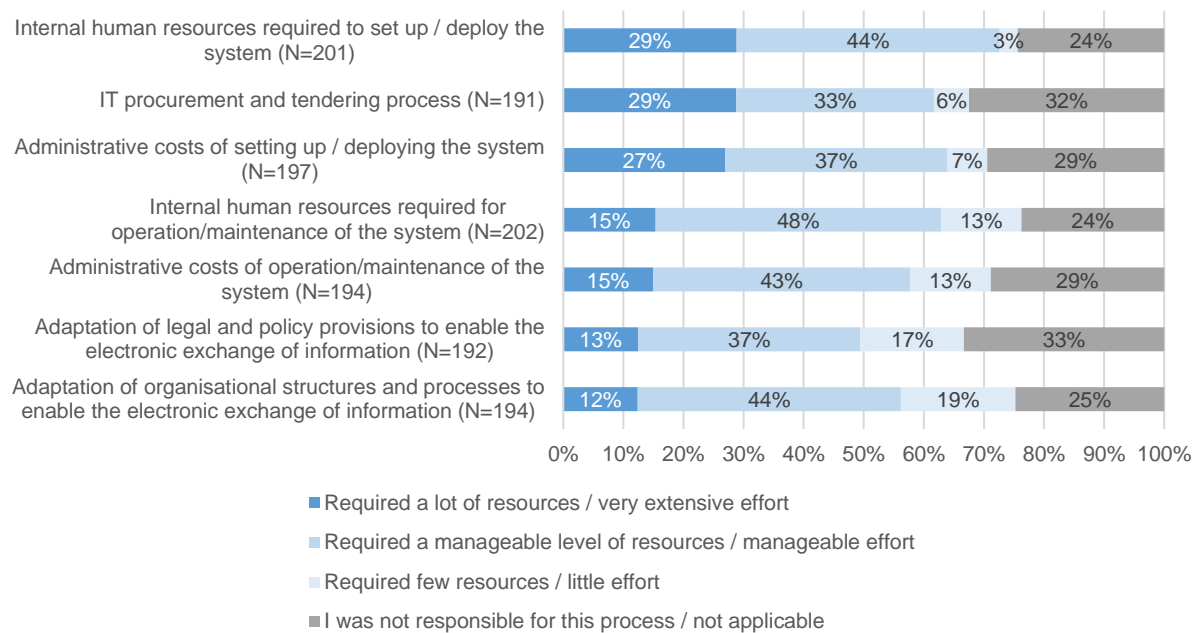 Internal human resources required to set up / deploy the
system (N=201)
29% 44% 3% 24%
IT procurement and tendering process (N=191)
29% 33% 6% 32%
Administrative costs of setting up / deploying the system
(N=197)
27% 37% 7% 29%
Internal human resources required for
operation/maintenance of the system (N=202)
15% 48% 13% 24%
Administrative costs of operation/maintenance of the
system (N=194)
15% 43% 13% 29%
Adaptation of legal and policy provisions to enable the
electronic exchange of information (N=192)
13% 37% 17% 33%
Adaptation of organisational structures and processes to
enable the electronic exchange of information (N=194)
12% 44% 19% 25%
0% 10% 20% 30% 40% 50% 60% 70% 80% 90% 100%
Required a lot of resources / very extensive effort
Required a manageable level of resources / manageable effort
Required few resources / little effort
I was not responsible for this process / not applicable